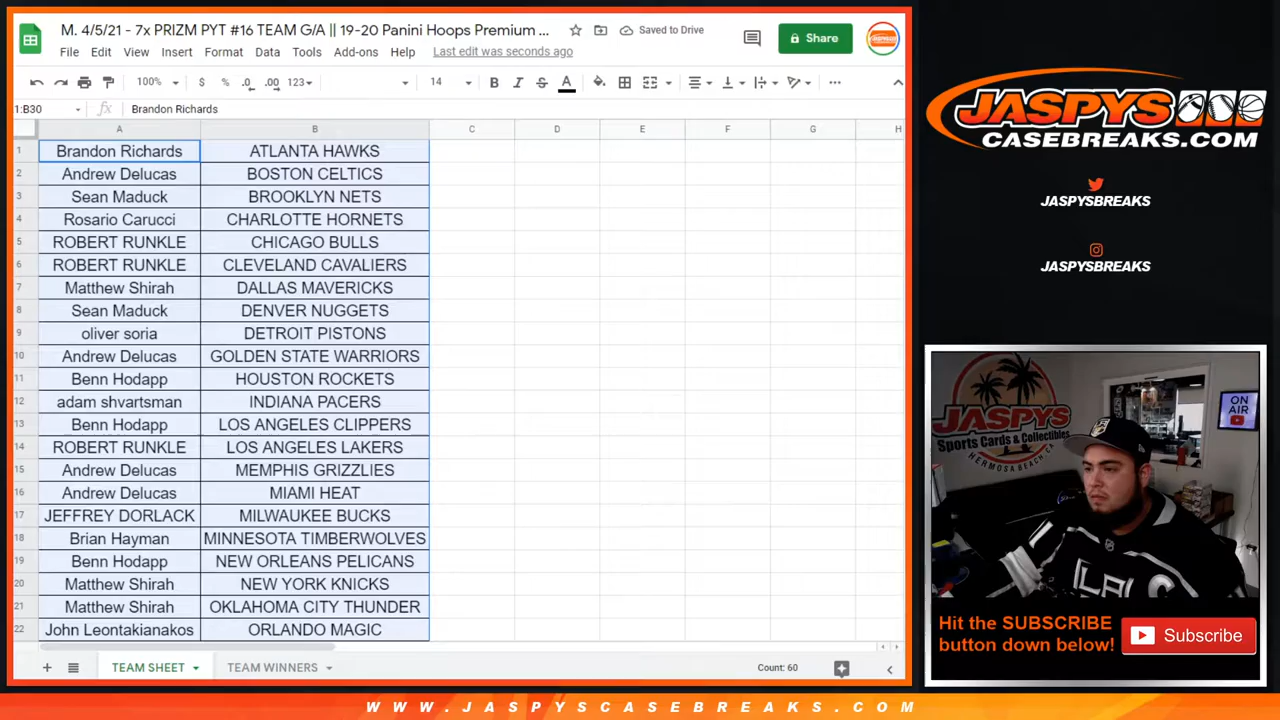 M. 4/5/21 - 7x PRIZM PYT #16 TEAM G/A || 19-20 Panini Hoops Premium ...
Saved to Drive
Share
File Edit View Insert Format Data Tools Add-ons Help Last edit was seconds ago
100% $ % .0 .00 123 14 B I S A
1:B30 fx Brandon Richards
A B C D E F G H
1 Brandon Richards ATLANTA HAWKS
2 Andrew Delucas BOSTON CELTICS
3 Sean Maduck BROOKLYN NETS
4 Rosario Carucci CHARLOTTE HORNETS
5 ROBERT RUNKLE CHICAGO BULLS
6 ROBERT RUNKLE CLEVELAND CAVALIERS
7 Matthew Shirah DALLAS MAVERICKS
8 Sean Maduck DENVER NUGGETS
9 oliver soria DETROIT PISTONS
10 Andrew Delucas GOLDEN STATE WARRIORS
11 Benn Hodapp HOUSTON ROCKETS
12 adam shvartsman INDIANA PACERS
13 Benn Hodapp LOS ANGELES CLIPPERS
14 ROBERT RUNKLE LOS ANGELES LAKERS
15 Andrew Delucas MEMPHIS GRIZZLIES
16 Andrew Delucas MIAMI HEAT
17 JEFFREY DORLACK MILWAUKEE BUCKS
18 Brian Hayman MINNESOTA TIMBERWOLVES
19 Benn Hodapp NEW ORLEANS PELICANS
20 Matthew Shirah NEW YORK KNICKS
21 Matthew Shirah OKLAHOMA CITY THUNDER
22 John Leontakianakos ORLANDO MAGIC
TEAM SHEET TEAM WINNERS Count: 60
JASPYS
CASEBREAKS.COM
JASPYSBREAKS
JASPYSBREAKS
JASPYS
Sports Cards & Collectibles
HERMOSA BEACH, CA
ON
AIR
LA
C
Hit the SUBSCRIBE
button down below!
Subscribe
WWW.JASPYSCASEBREAKS.COM